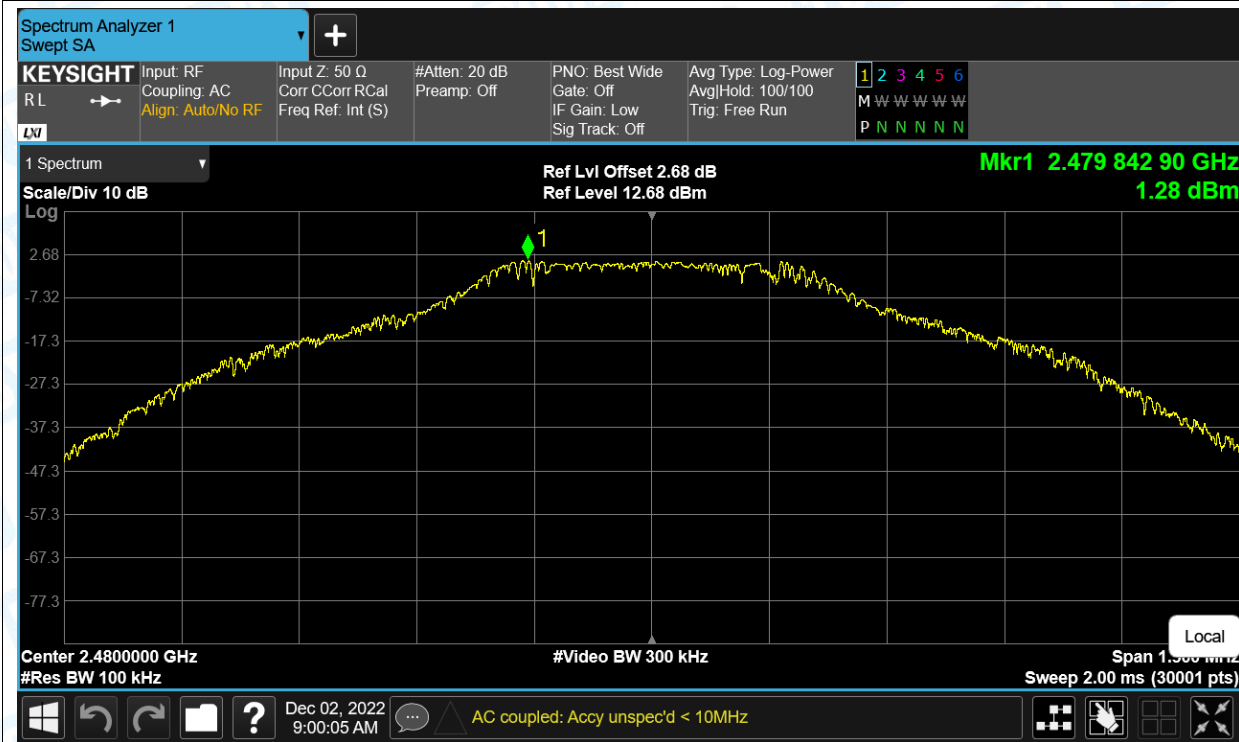 Spectrum Analyzer 1
Swept SA
KEYSIGHT
R L
LXI
Input: RF
Coupling: AC
Align: Auto/No RF
Input Z: 50 Ω
Corr CCorr RCal
Freq Ref: Int (S)
#Atten: 20 dB
Preamp: Off
PNO: Best Wide
Gate: Off
IF Gain: Low
Sig Track: Off
Avg Type: Log-Power
Avg|Hold: 100/100
Trig: Free Run
1 2 3 4 5 6
M W W W W W
P N N N N N
1 Spectrum
Scale/Div 10 dB
Log
Ref Lvl Offset 2.68 dB
Ref Level 12.68 dBm
Mkr1 2.479 842 90 GHz
1.28 dBm
1
2.68
-7.32
-17.3
-27.3
-37.3
-47.3
-57.3
-67.3
-77.3
Local
Center 2.4800000 GHz
#Video BW 300 kHz
Span
#Res BW 100 kHz
Sweep 2.00 ms (30001 pts)
?
Dec 02, 2022
9:00:05 AM
AC coupled: Accy unspec'd < 10MHz